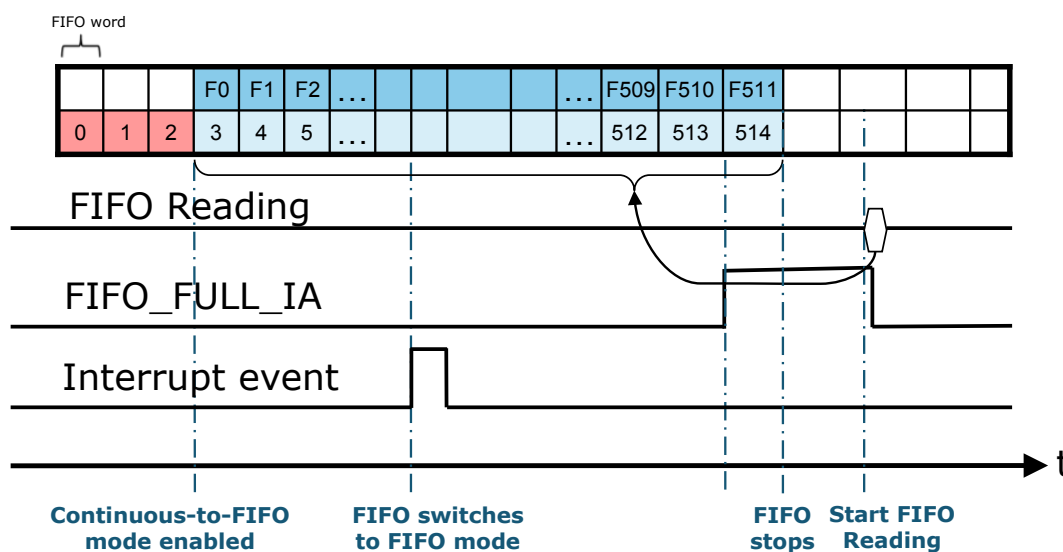 FIFO word
F0 F1 F2 ... ... F509 F510 F511
0 1 2 3 4 5 ... ... 512 513 514
FIFO Reading
FIFO_FULL_IA
Interrupt event
t
Continuous-to-FIFO
mode enabled
FIFO switches
to FIFO mode
FIFO
stops
Start FIFO
Reading